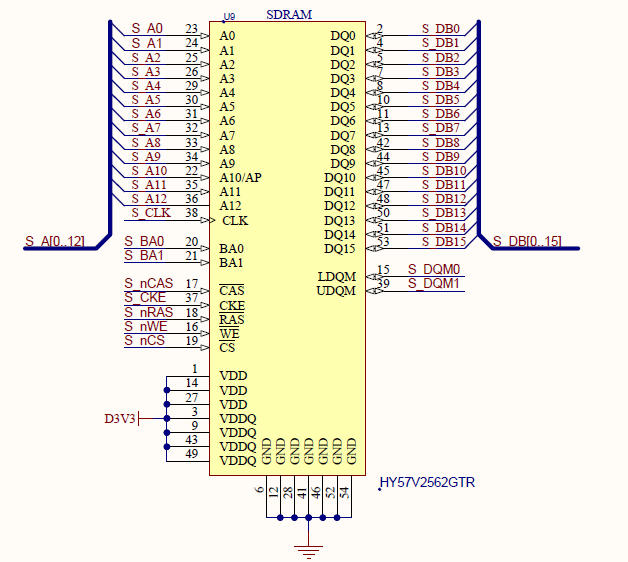 U9 SDRAM
S_A0 23 A0 DQ0 2 S_DB0
S_A1 24 A1 DQ1 4 S_DB1
S_A2 25 A2 DQ2 5 S_DB2
S_A3 26 A3 DQ3 7 S_DB3
S_A4 29 A4 DQ4 8 S_DB4
S_A5 30 A5 DQ5 10 S_DB5
S_A6 31 A6 DQ6 11 S_DB6
S_A7 32 A7 DQ7 13 S_DB7
S_A8 33 A8 DQ8 42 S_DB8
S_A9 34 A9 DQ9 44 S_DB9
S_A10 22 A10/AP DQ10 45 S_DB10
S_A11 35 A11 DQ11 47 S_DB11
S_A12 36 A12 DQ12 48 S_DB12
S_CLK 38 CLK DQ13 50 S_DB13
DQ14 51 S_DB14
S_A[0..12] S_BA0 20 BA0 DQ15 53 S_DB15 S_DB[0..15]
S_BA1 21 BA1
LDQM 15 S_DQM0
S_nCAS 17 CAS UDQM 39 S_DQM1
S_CKE 37 CKE
S_nRAS 18 RAS
S_nWE 16 WE
S_nCS 19 CS
1 VDD
14 VDD
27 VDD
D3V3 3 VDDQ
9 VDDQ
43 VDDQ
49 VDDQ
GND GND GND GND GND GND GND
6 12 28 41 46 52 54
HY57V2562GTR